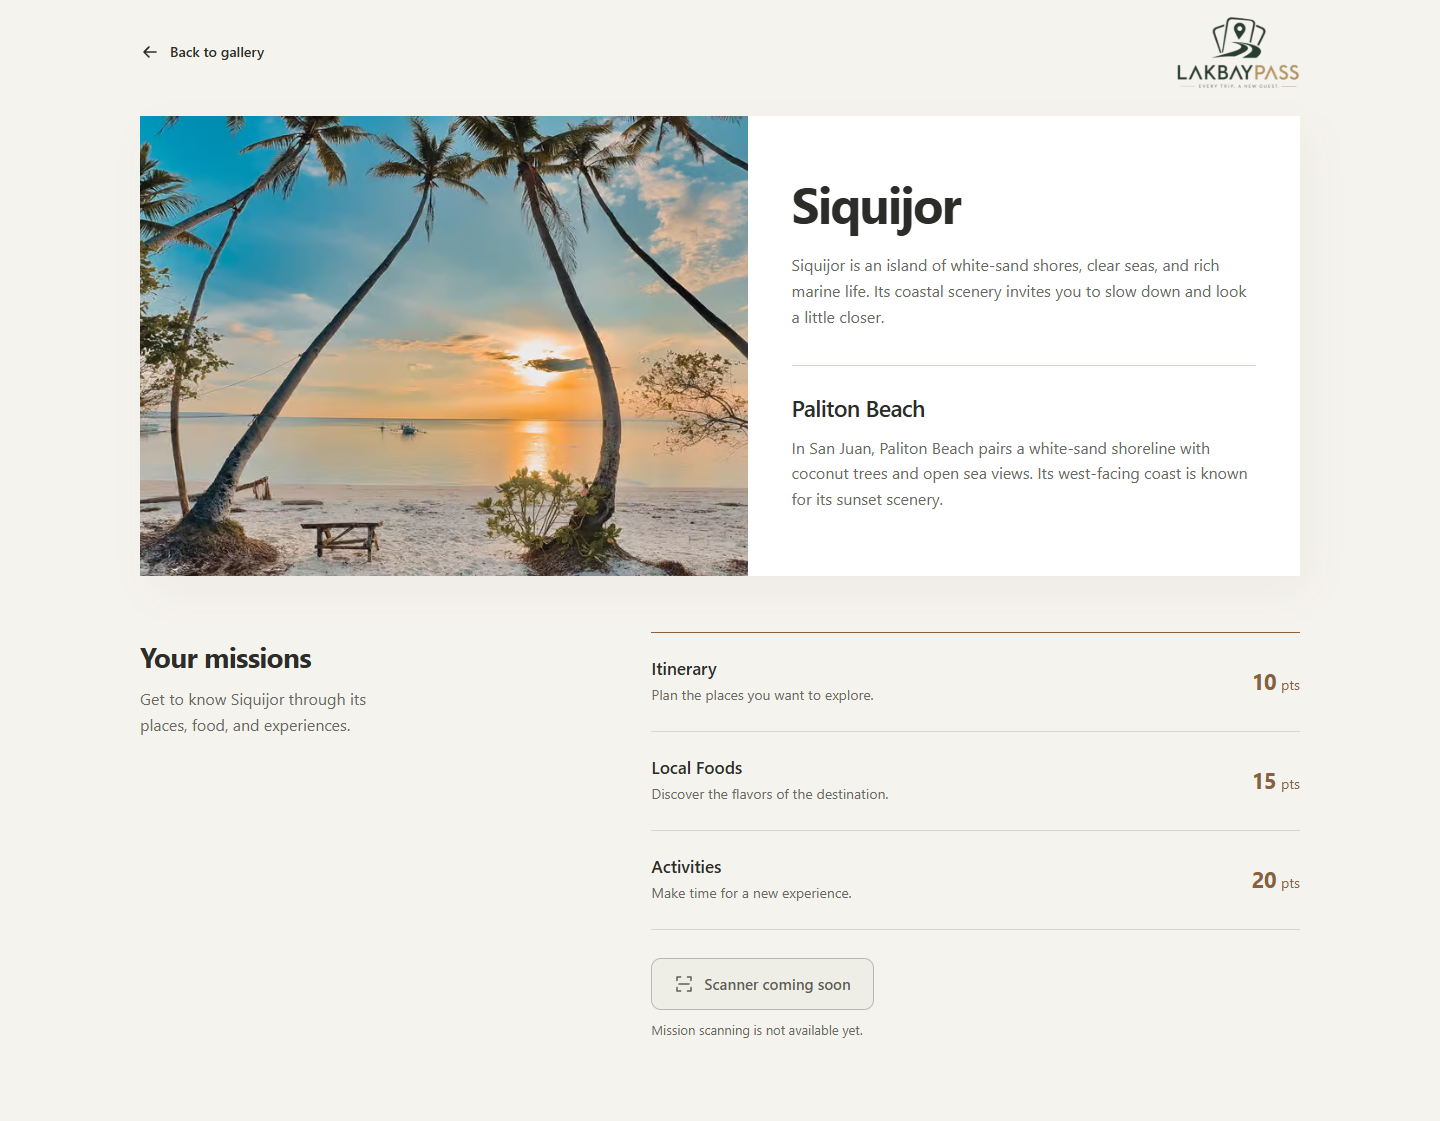 Back to gallery
LAKBAYPASS
EVERY TRIP. A NEW QUEST.
Siquijor
Siquijor is an island of white-sand shores, clear seas, and rich
marine life. Its coastal scenery invites you to slow down and look
a little closer.
Paliton Beach
In San Juan, Paliton Beach pairs a white-sand shoreline with
coconut trees and open sea views. Its west-facing coast is known
for its sunset scenery.
Your missions
Get to know Siquijor through its
places, food, and experiences.
Itinerary
Plan the places you want to explore.
10 pts
Local Foods
Discover the flavors of the destination.
15 pts
Activities
Make time for a new experience.
20 pts
Scanner coming soon
Mission scanning is not available yet.